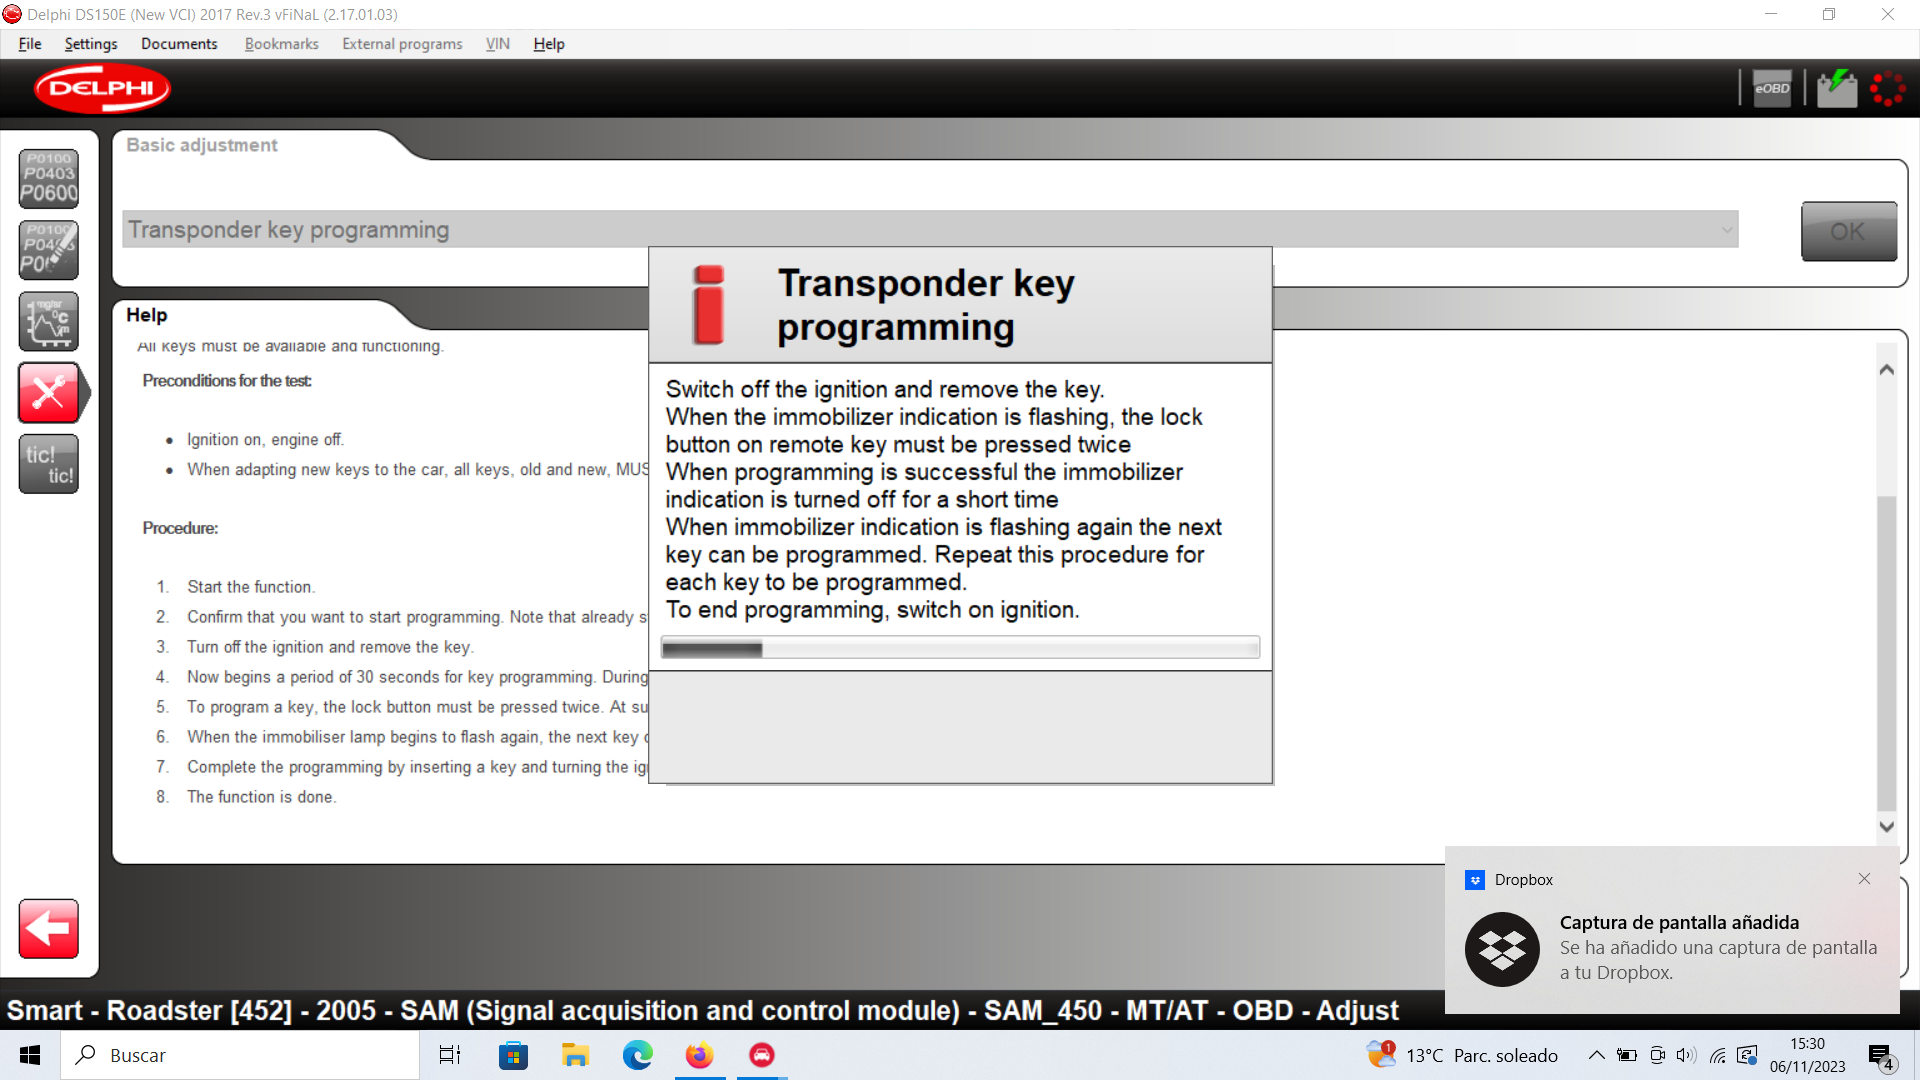 Delphi DS150E (New VCI) 2017 Rev.3 vFiNaL (2.17.01.03)
File Settings Documents Bookmarks External programs VIN Help
DELPHI
eOBD
P0100
P0403
P0600
P0100
tic!
tic!
Basic adjustment
Transponder key programming
OK
Help
All keys must be available and functioning.
Preconditions for the test:
• Ignition on, engine off.
• When adapting new keys to the car, all keys, old and new, MUS
Procedure:
1. Start the function.
2. Confirm that you want to start programming. Note that already s
3. Turn off the ignition and remove the key.
4. Now begins a period of 30 seconds for key programming. During
5. To program a key, the lock button must be pressed twice. At su
6. When the immobiliser lamp begins to flash again, the next key
7. Complete the programming by inserting a key and turning the ig
8. The function is done.
Transponder key
programming
Switch off the ignition and remove the key.
When the immobilizer indication is flashing, the lock
button on remote key must be pressed twice
When programming is successful the immobilizer
indication is turned off for a short time
When immobilizer indication is flashing again the next
key can be programmed. Repeat this procedure for
each key to be programmed.
To end programming, switch on ignition.
Dropbox
Captura de pantalla añadida
Se ha añadido una captura de pantalla
a tu Dropbox.
Smart - Roadster [452] - 2005 - SAM (Signal acquisition and control module) - SAM_450 - MT/AT - OBD - Adjust
Buscar
1
13°C Parc. soleado
15:30
06/11/2023
4